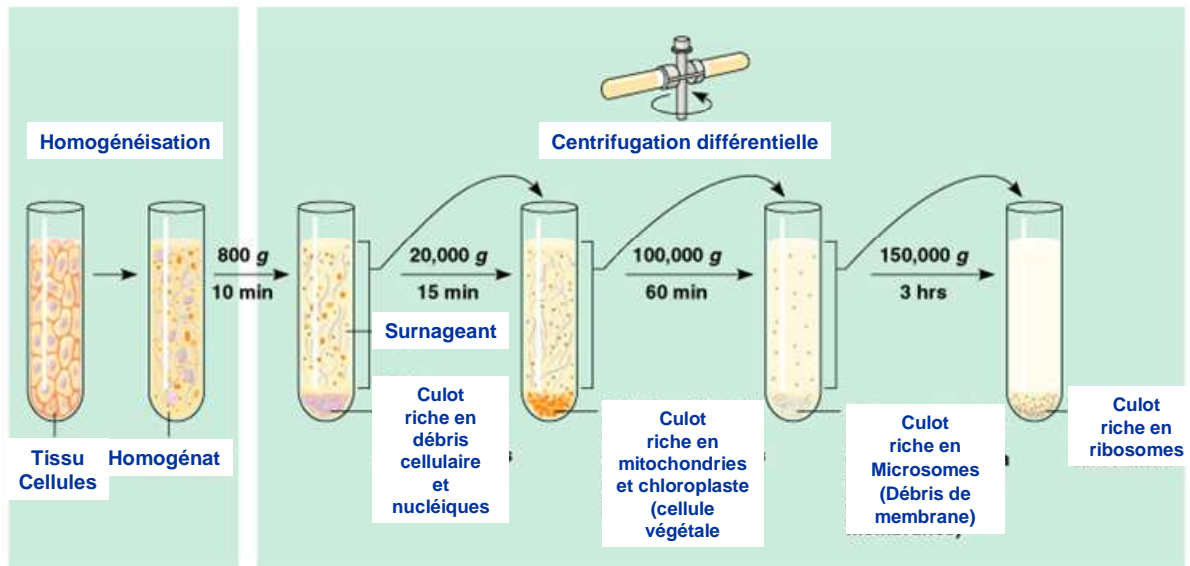 Homogénéisation
Centrifugation différentielle
800 g
10 min
20,000 g
15 min
100,000 g
60 min
150,000 g
3 hrs
Surnageant
Tissu
Cellules
Homogénat
Culot
riche en
débris
cellulaire
et
nucléiques
Culot
riche en
mitochondries
et chloroplaste
(cellule
végétale
Culot
riche en
Microsomes
(Débris de
membrane)
Culot
riche en
ribosomes